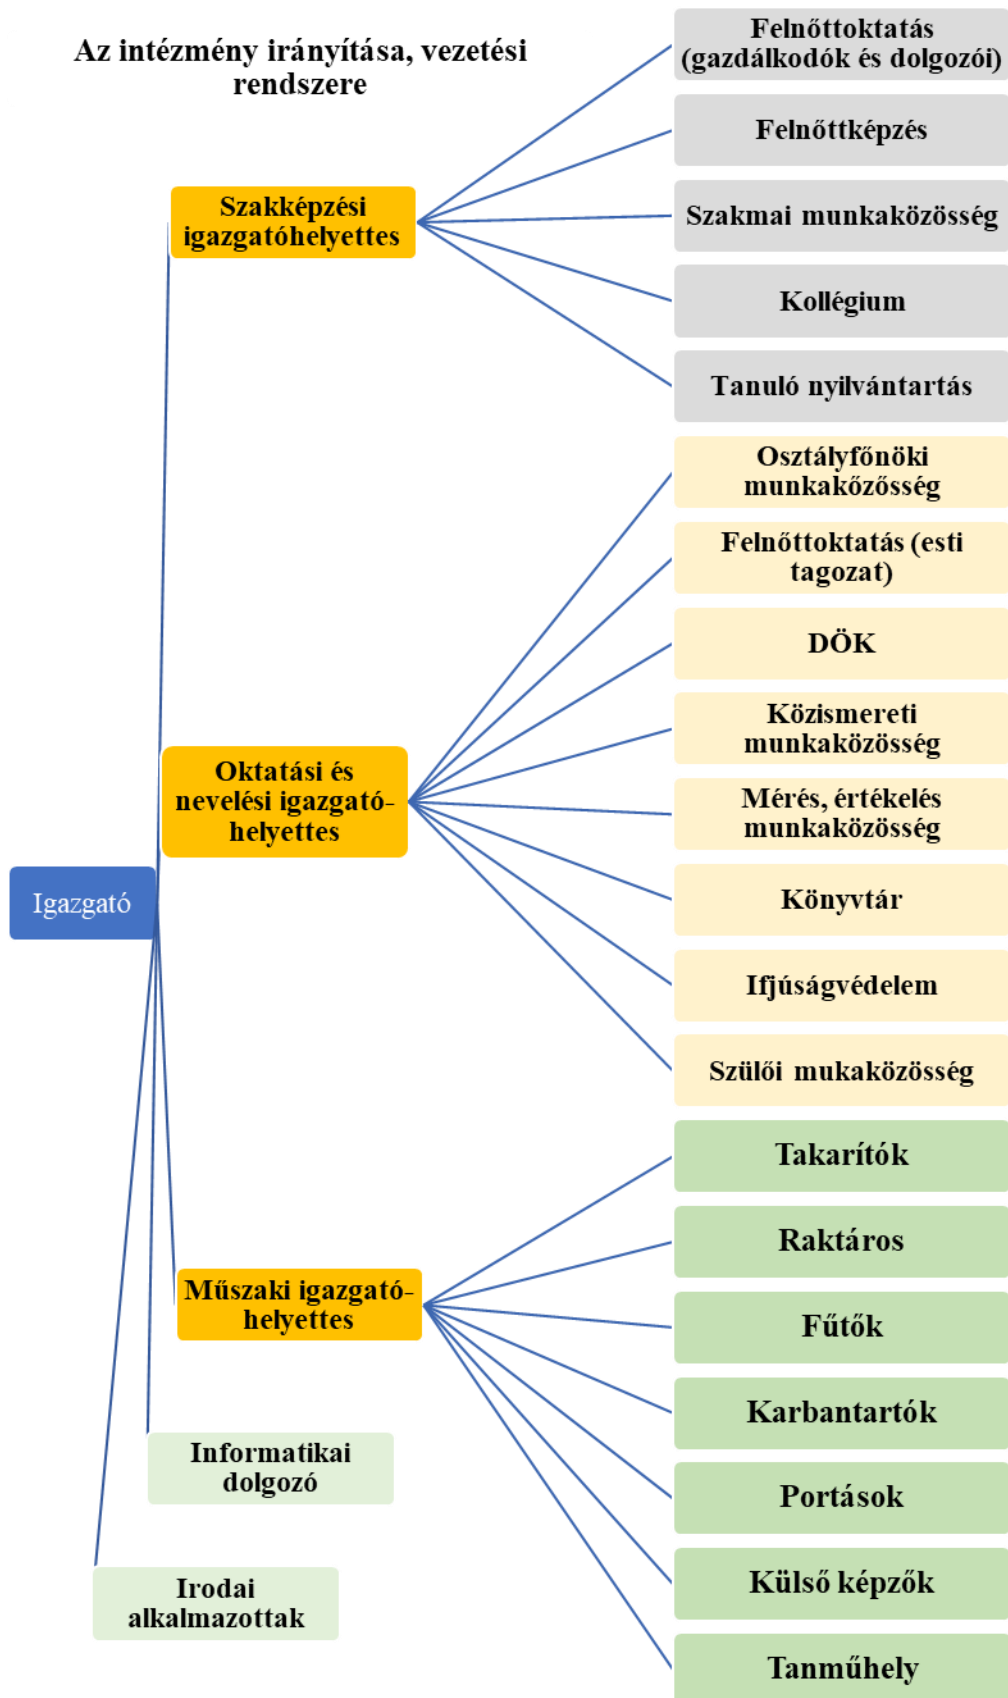 Az intézmény irányítása, vezetési
rendszere
Igazgató
Szakképzési
igazgatóhelyettes
Felnőttoktatás
(gazdálkodók és dolgozói)
Felnőttképzés
Szakmai munkaközösség
Kollégium
Tanuló nyilvántartás
Oktatási és
nevelési igazgató-
helyettes
Osztályfőnöki
munkakőzősség
Felnőttoktatás (esti
tagozat)
DÖK
Közismereti
munkaközösség
Mérés, értékelés
munkaközösség
Könyvtár
Ifjúságvédelem
Szülői mukaközösség
Műszaki igazgató-
helyettes
Takarítók
Raktáros
Fűtők
Karbantartók
Portások
Külső képzők
Tanműhely
Informatikai
dolgozó
Irodai
alkalmazottak